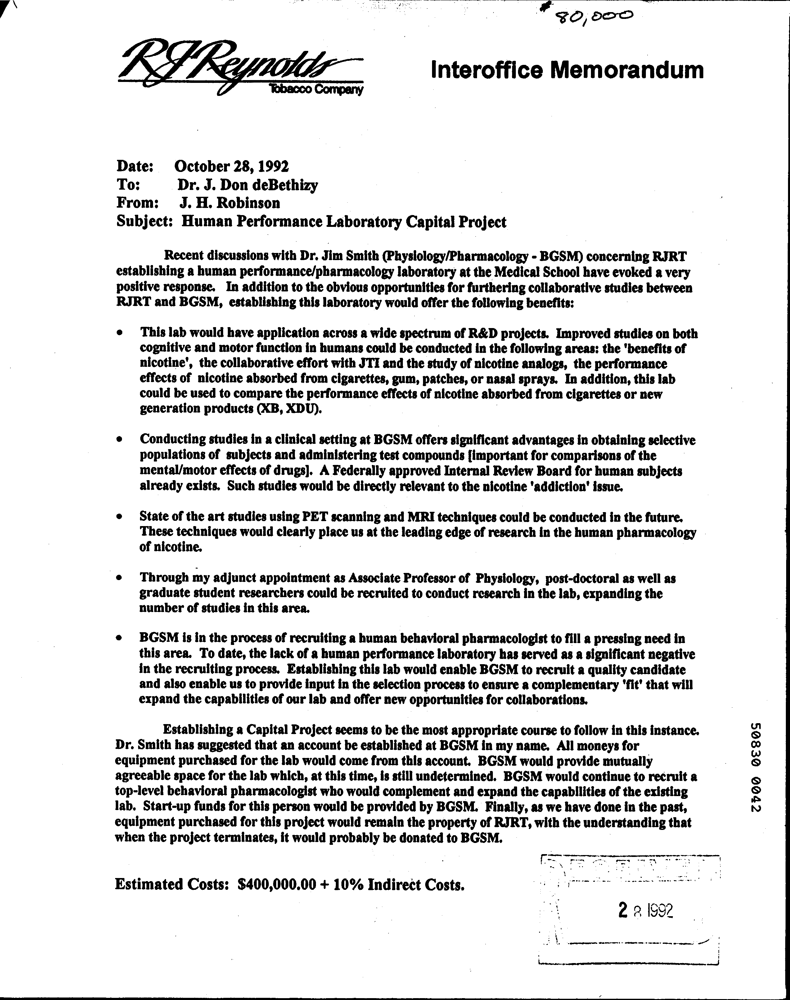 80,000
RJReynolds
Tobacco Company
Interoffice Memorandum
Date: October 28, 1992
To: Dr. J. Don deBethizy
From: J. H. Robinson
Subject: Human Performance Laboratory Capital Project
Recent discussions with Dr. Jim Smith (Physiology/Pharmacology - BGSM) concerning RJRT
establishing a human performance/pharmacology laboratory at the Medical School have evoked a very
positive response. In addition to the obvious opportunities for furthering collaborative studies between
RJRT and BGSM, establishing this laboratory would offer the following benefits:
• This lab would have application across a wide spectrum of R&D projects. Improved studies on both
cognitive and motor function in humans could be conducted in the following areas: the 'benefits of
nicotine', the collaborative effort with JTI and the study of nicotine analogs, the performance
effects of nicotine absorbed from cigarettes, gum, patches, or nasal sprays. In addition, this lab
could be used to compare the performance effects of nicotine absorbed from cigarettes or new
generation products (XB, XDU).
• Conducting studies in a clinical setting at BGSM offers significant advantages in obtaining selective
populations of subjects and administering test compounds [important for comparisons of the
mental/motor effects of drugs]. A Federally approved Internal Review Board for human subjects
already exists. Such studies would be directly relevant to the nicotine 'addiction' issue.
• State of the art studies using PET scanning and MRI techniques could be conducted in the future.
These techniques would clearly place us at the leading edge of research in the human pharmacology
of nicotine.
• Through my adjunct appointment as Associate Professor of Physiology, post-doctoral as well as
graduate student researchers could be recruited to conduct research in the lab, expanding the
number of studies in this area.
• BGSM is in the process of recruiting a human behavioral pharmacologist to fill a pressing need in
this area. To date, the lack of a human performance laboratory has served as a significant negative
in the recruiting process. Establishing this lab would enable BGSM to recruit a quality candidate
and also enable us to provide input in the selection process to ensure a complementary 'fit' that will
expand the capabilities of our lab and offer new opportunities for collaborations.
Establishing a Capital Project seems to be the most appropriate course to follow in this instance.
Dr. Smith has suggested that an account be established at BGSM in my name. All moneys for
equipment purchased for the lab would come from this account. BGSM would provide mutually
agreeable space for the lab which, at this time, is still undetermined. BGSM would continue to recruit a
top-level behavioral pharmacologist who would complement and expand the capabilities of the existing
lab. Start-up funds for this person would be provided by BGSM. Finally, as we have done in the past,
equipment purchased for this project would remain the property of RJRT, with the understanding that
when the project terminates, it would probably be donated to BGSM.
Estimated Costs: $400,000.00 + 10% Indirect Costs.
2 8 1992
50830 0042